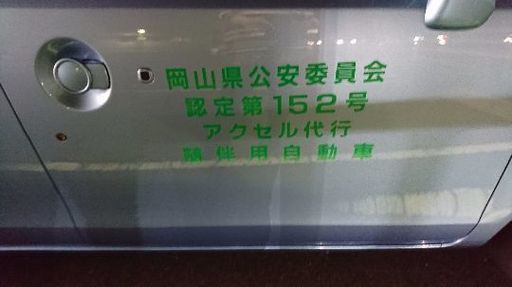 岡山県公安委員会
認定第152号
アクセル代行
随伴用自動車